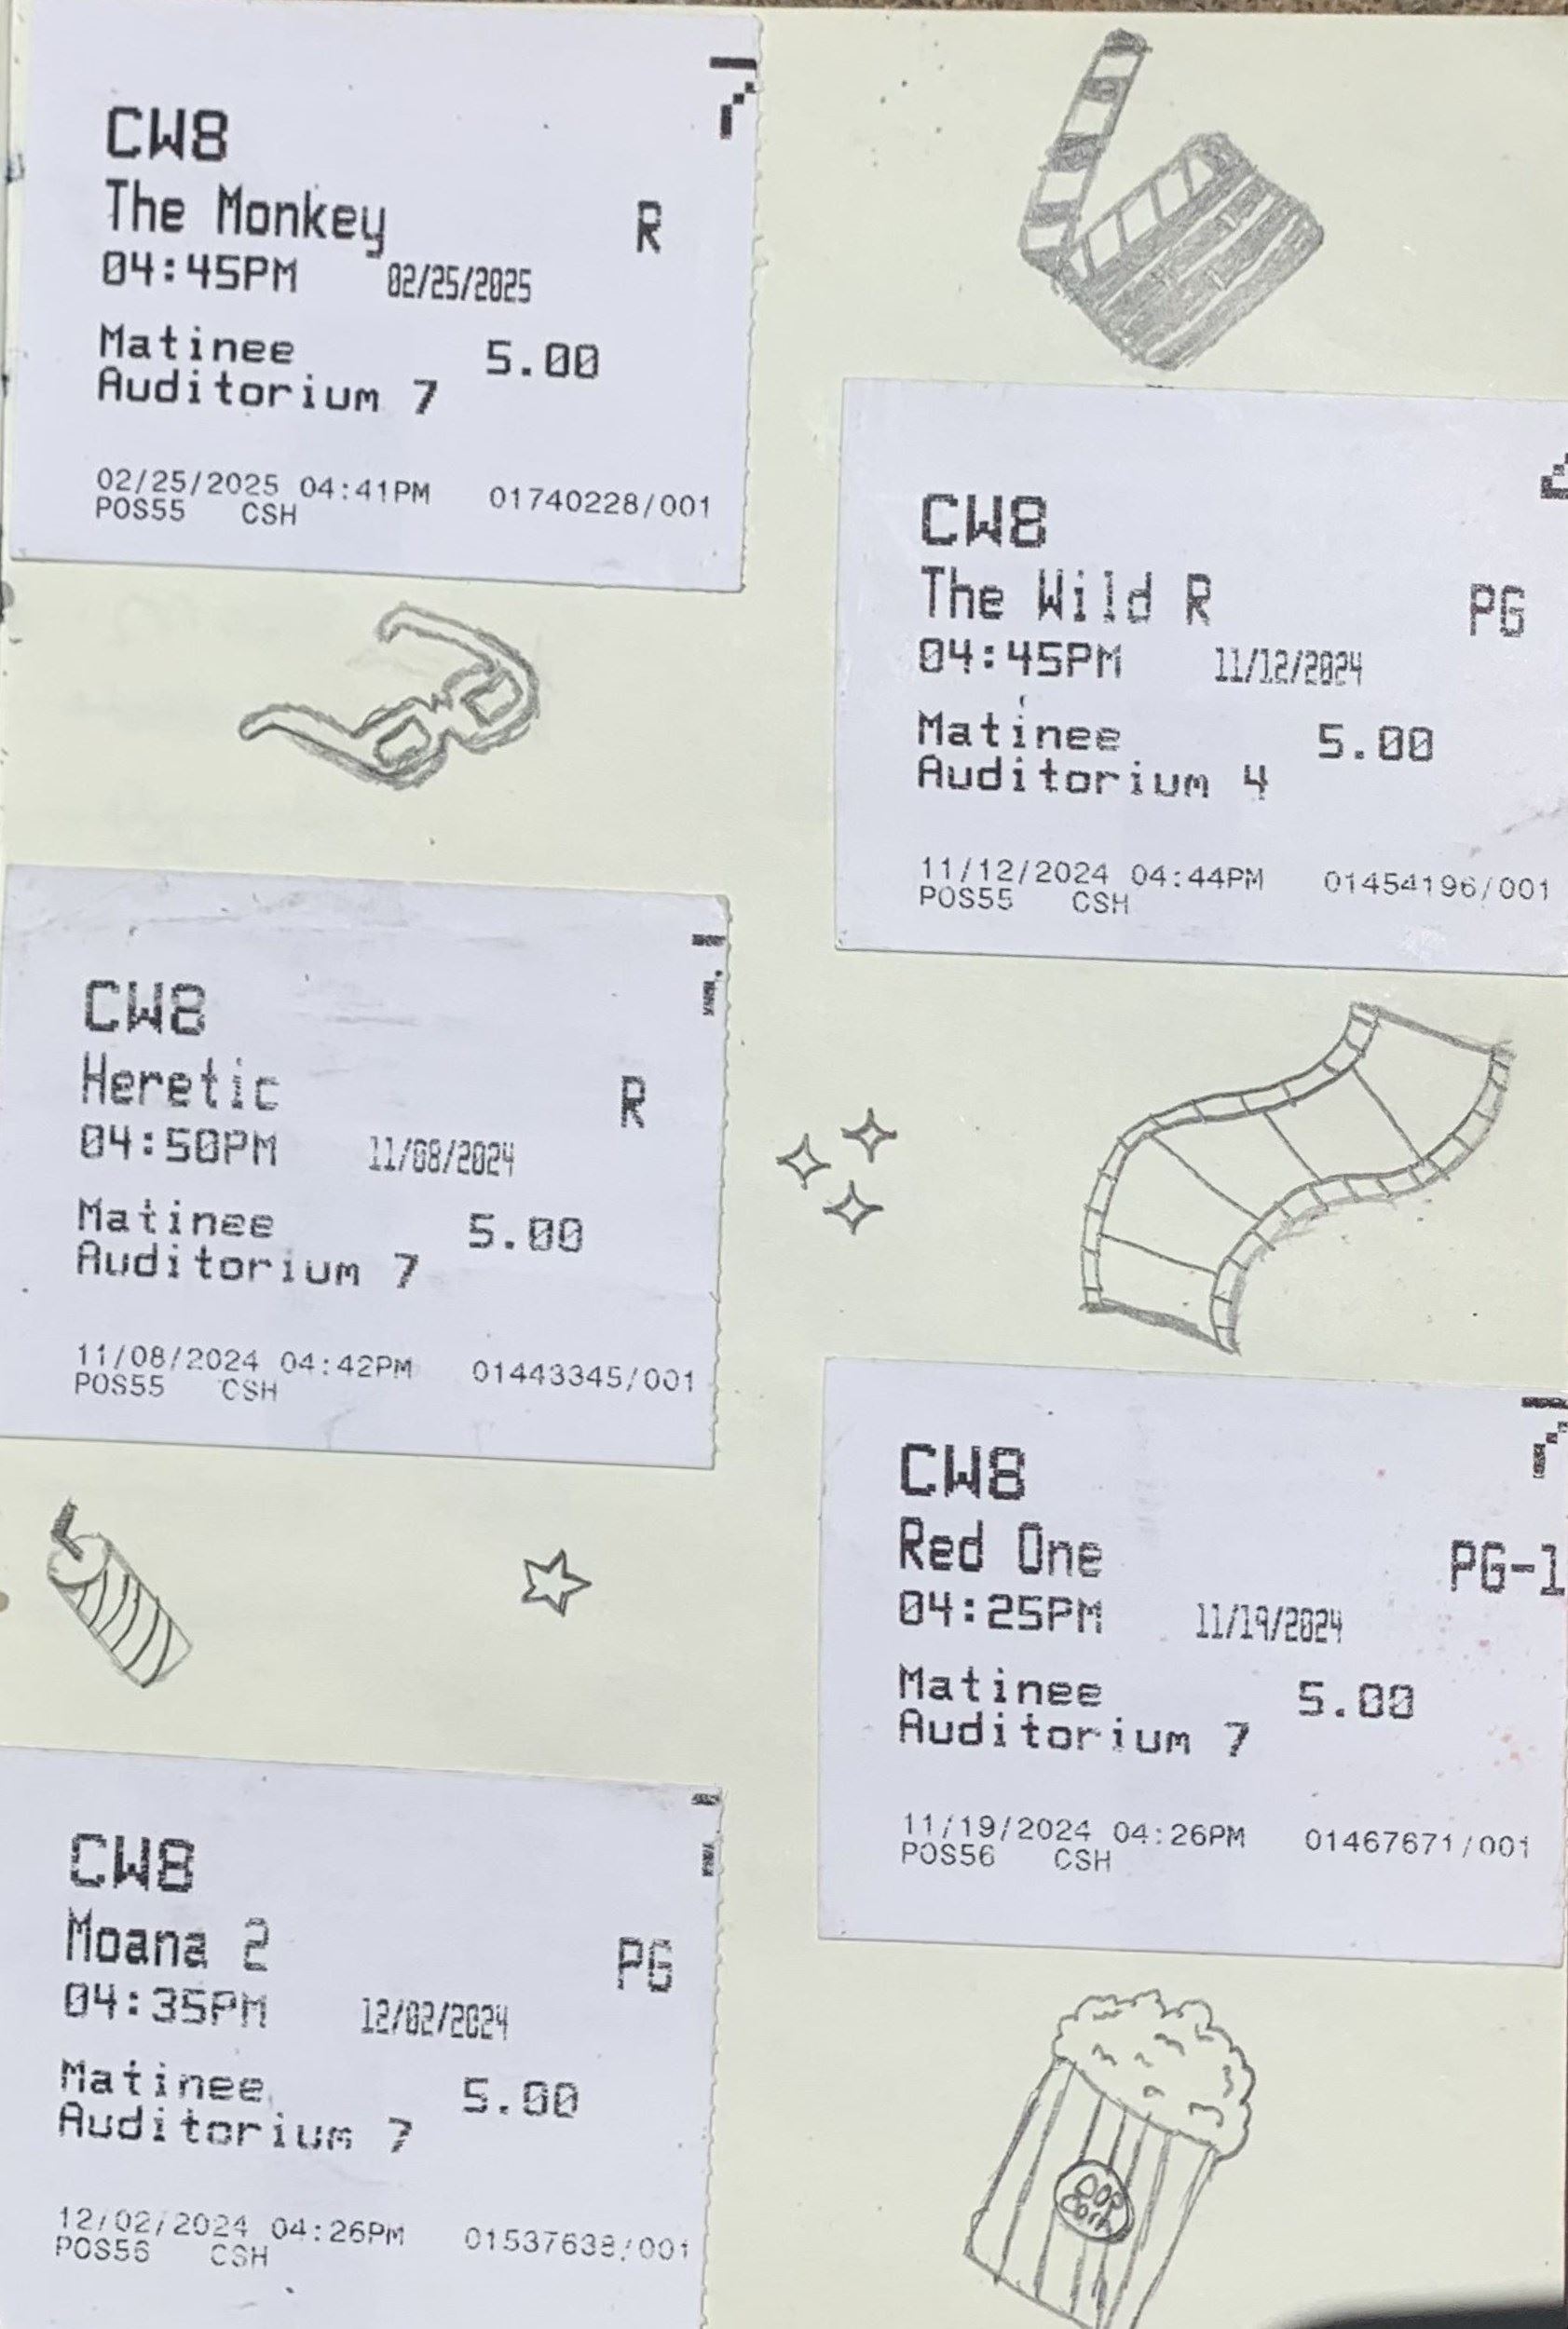 CW8
The Monkey R
04:45PM 02/25/2025
Matinee 5.00
Auditorium 7
02/25/2025 04:41PM 01740228/001
POS55 CSH
CW8
The Wild R PG
04:45PM 11/12/2024
Matinee 5.00
Auditorium 4
11/12/2024 04:44PM 01454196/001
POS55 CSH
CW8
Heretic R
04:50PM 11/08/2024
Matinee 5.00
Auditorium 7
11/08/2024 04:42PM 01443345/001
POS55 CSH
CW8
Red One PG-1
04:25PM 11/19/2024
Matinee 5.00
Auditorium 7
11/19/2024 04:26PM 01467671/001
POS56 CSH
CW8
Moana 2 PG
04:35PM 12/02/2024
Matinee 5.00
Auditorium 7
12/02/2024 04:26PM 01537638/001
POS56 CSH
POP
Corn